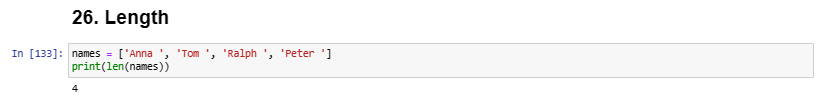 26. Length
In [133]: names = ['Anna ', 'Tom ', 'Ralph ', 'Peter ']
print(len(names))
4